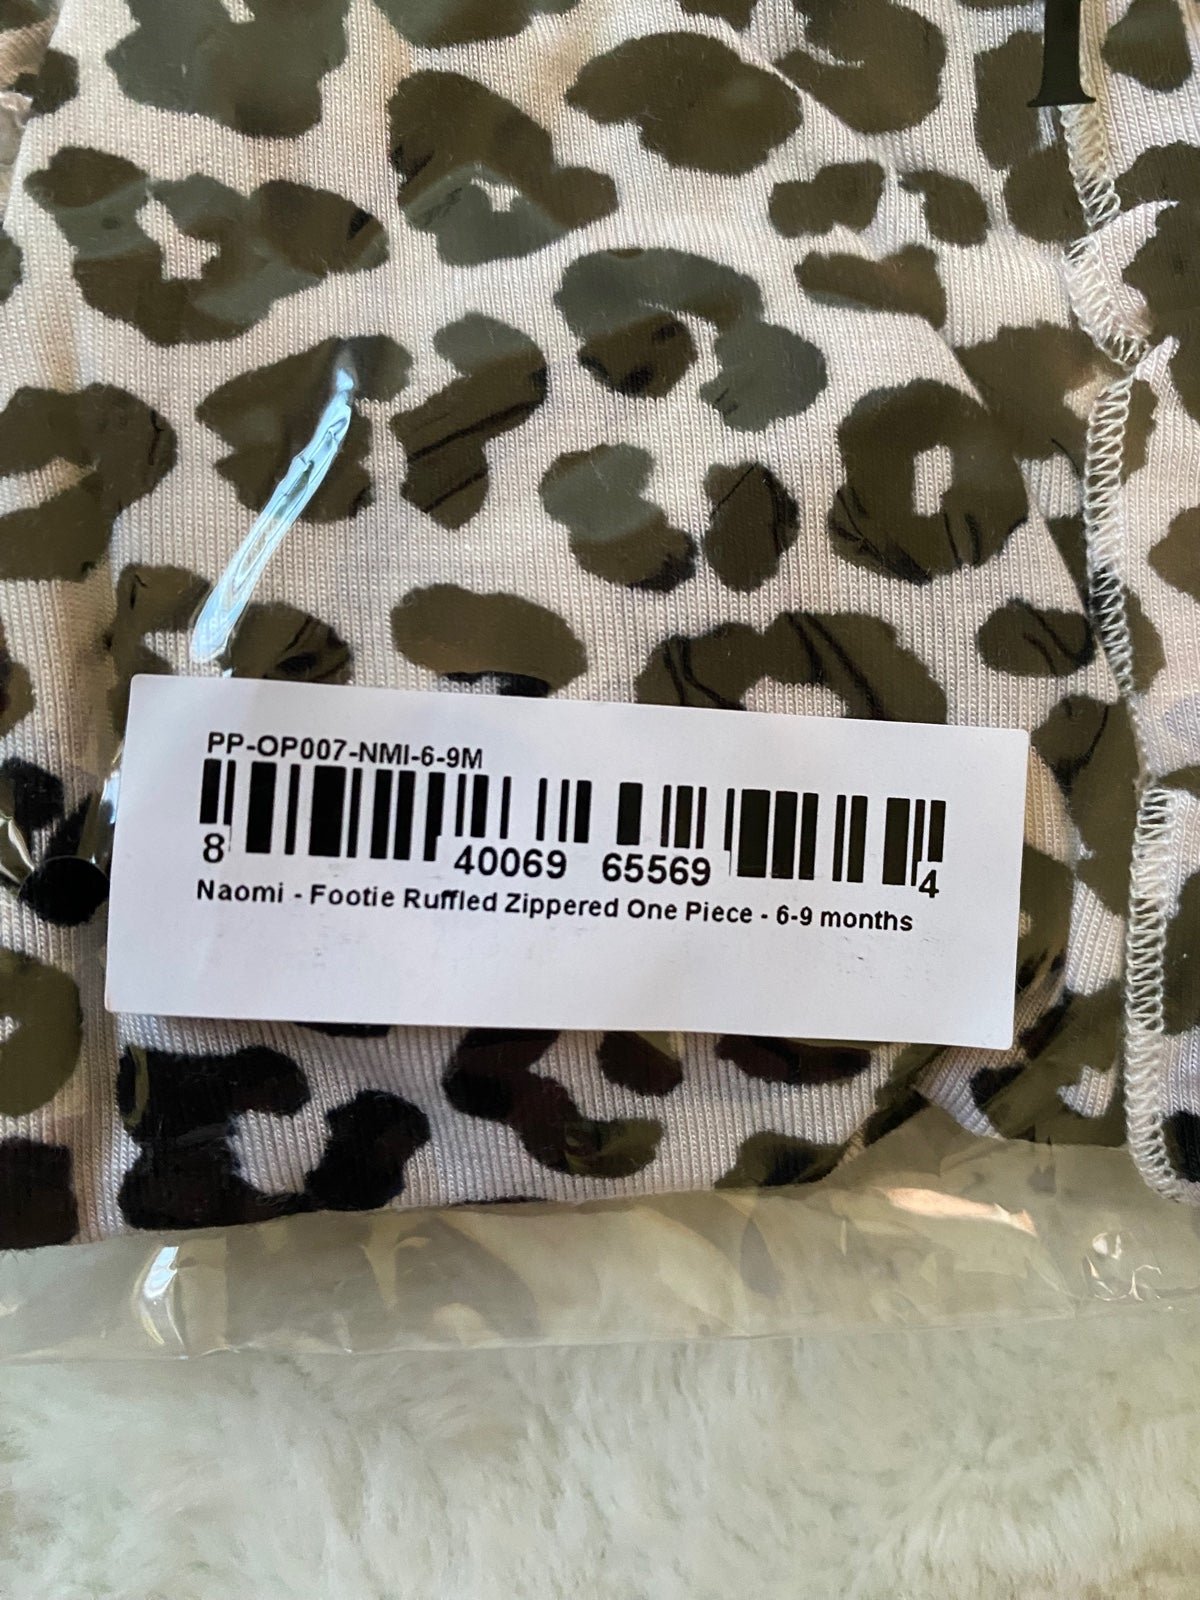 PP-OP007-NMI-6-9M
8 40069 65569 4
Naomi - Footie Ruffled Zippered One Piece - 6-9 months